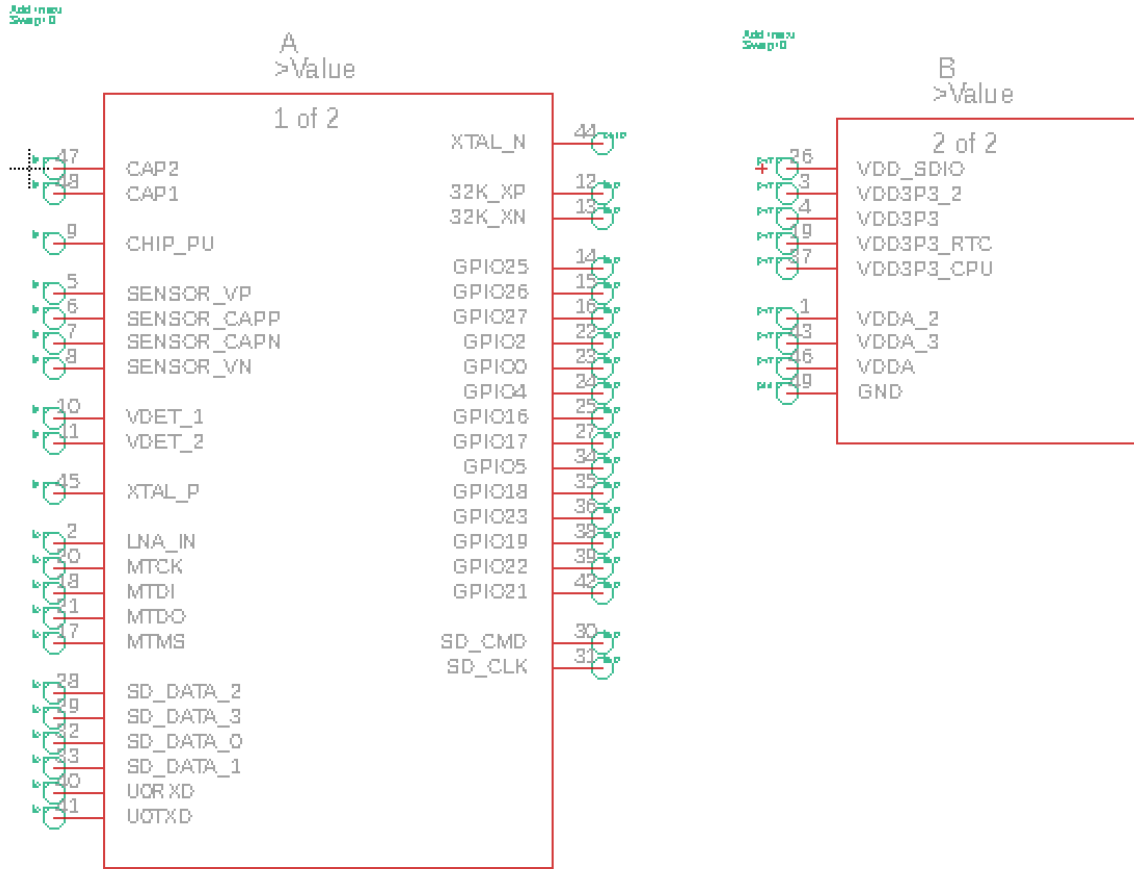 A
>Value
1 of 2
47 CAP2
48 CAP1
9 CHIP_PU
5 SENSOR_VP
6 SENSOR_CAPP
7 SENSOR_CAPN
8 SENSOR_VN
10 VDET_1
11 VDET_2
45 XTAL_P
2 LNA_IN
20 MTCK
18 MTDI
21 MTDO
17 MTMS
28 SD_DATA_2
29 SD_DATA_3
32 SD_DATA_0
33 SD_DATA_1
40 U0RXD
41 U0TXD
XTAL_N 44
32K_XP 12
32K_XN 13
GPIO25 14
GPIO26 15
GPIO27 16
GPIO2 22
GPIO0 23
GPIO4 24
GPIO16 25
GPIO17 27
GPIO5 34
GPIO18 35
GPIO23 36
GPIO19 38
GPIO22 39
GPIO21 42
SD_CMD 30
SD_CLK 31
B
>Value
2 of 2
26 VDD_SDIO
3 VDD3P3_2
4 VDD3P3
19 VDD3P3_RTC
37 VDD3P3_CPU
1 VDDA_2
43 VDDA_3
46 VDDA
49 GND